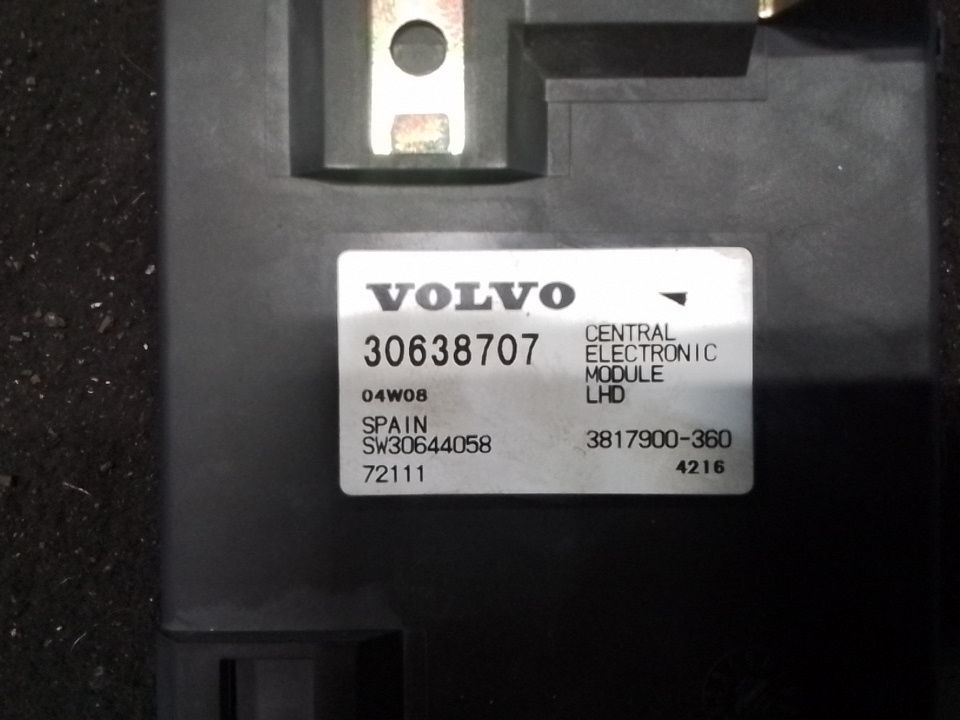 VOLVO
30638707
04W08
SPAIN
SW30644058
72111
CENTRAL
ELECTRONIC
MODULE
LHD
3817900-360
4216